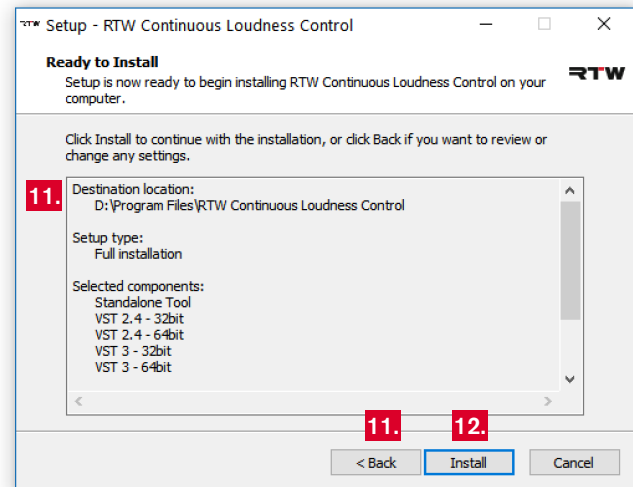 RTW Setup - RTW Continuous Loudness Control
Ready to Install
Setup is now ready to begin installing RTW Continuous Loudness Control on your
computer.
RTW
Click Install to continue with the installation, or click Back if you want to review or
change any settings.
11.
Destination location:
D:\Program Files\RTW Continuous Loudness Control
Setup type:
Full installation
Selected components:
Standalone Tool
VST 2.4 - 32bit
VST 2.4 - 64bit
VST 3 - 32bit
VST 3 - 64bit
11. 12.
< Back Install Cancel